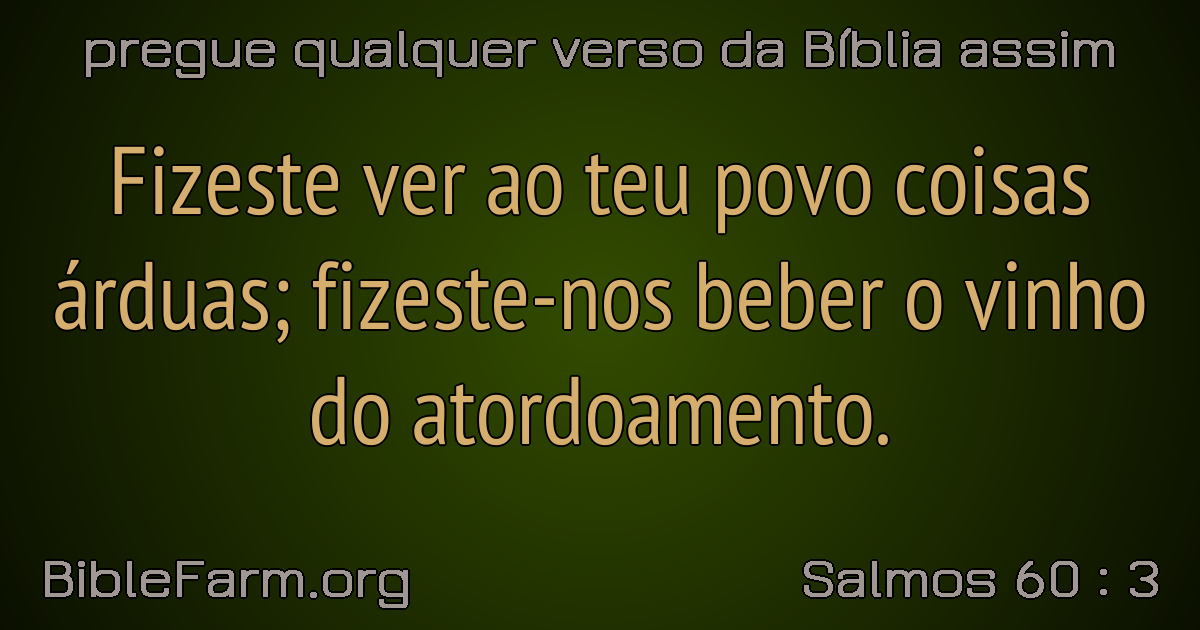 pregue qualquer verso da Bíblia assim
Fizeste ver ao teu povo coisas
árduas; fizeste-nos beber o vinho
do atordoamento.
BibleFarm.org
Salmos 60 : 3